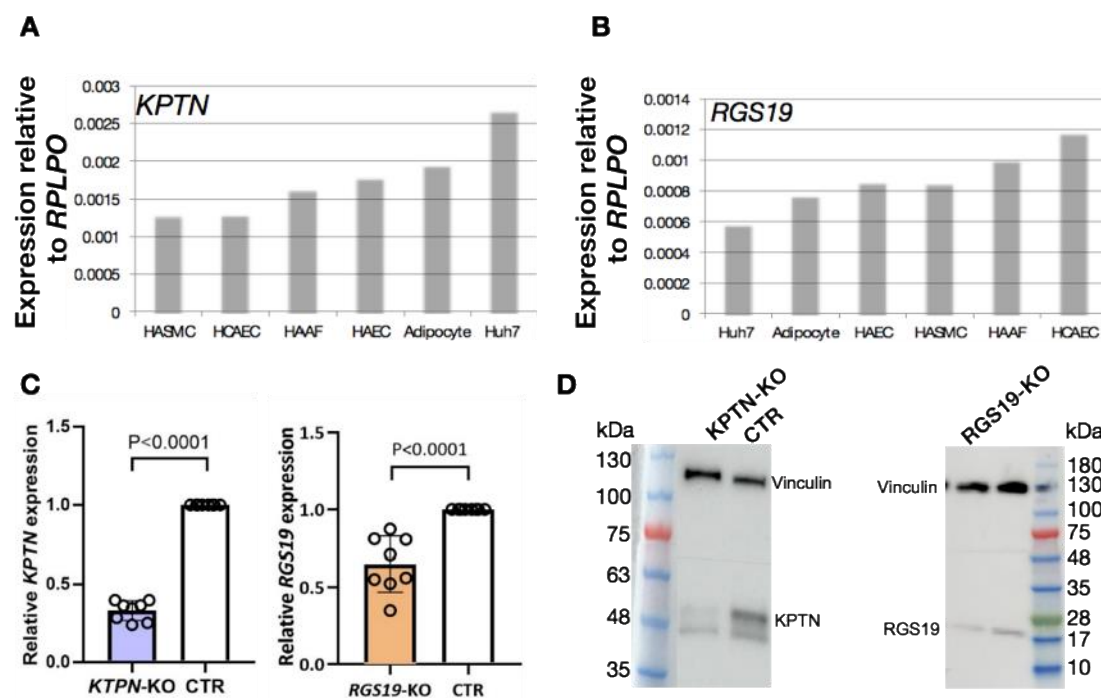 A
Expression relative
to RPLPO
KPTN
0.003
0.0025
0.002
0.0015
0.001
0.0005
0
HASMC HCAEC HAAF HAEC Adipocyte Huh7
B
Expression relative
to RPLPO
RGS19
0.0014
0.0012
0.001
0.0008
0.0006
0.0004
0.0002
0
Huh7 Adipocyte HAEC HASMC HAAF HCAEC
C
Relative KPTN expression
1.5
1.0
0.5
0.0
P<0.0001
KTPN-KO CTR
Relative RGS19 expression
1.5
1.0
0.5
0.0
P<0.0001
RGS19-KO CTR
D
kDa
KPTN-KO
CTR
130
100
75
63
48
35
Vinculin
KPTN
RGS19-KO
kDa
Vinculin
RGS19
180
130
100
75
48
35
28
17
10